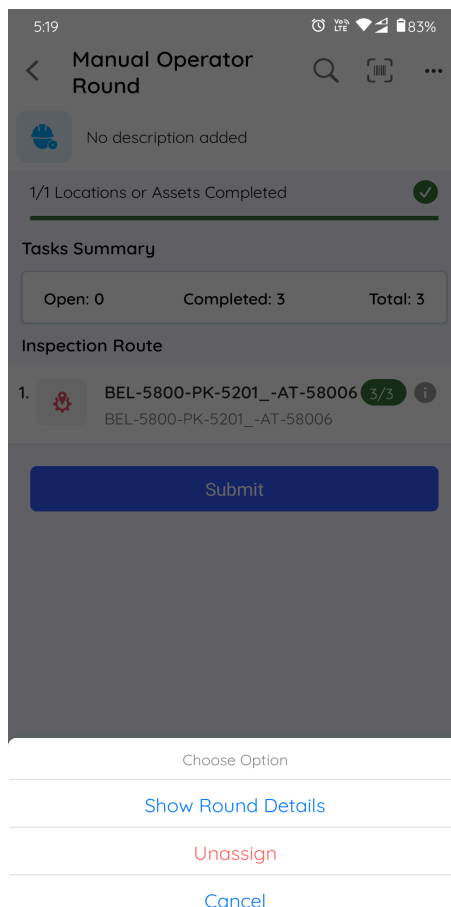 5:19 Vo) LTE 83%
Manual Operator
Round
No description added
1/1 Locations or Assets Completed
Tasks Summary
Open: 0 Completed: 3 Total: 3
Inspection Route
1. BEL-5800-PK-5201_-AT-58006 3/3 i
BEL-5800-PK-5201_-AT-58006
Submit
Choose Option
Show Round Details
Unassign
Cancel